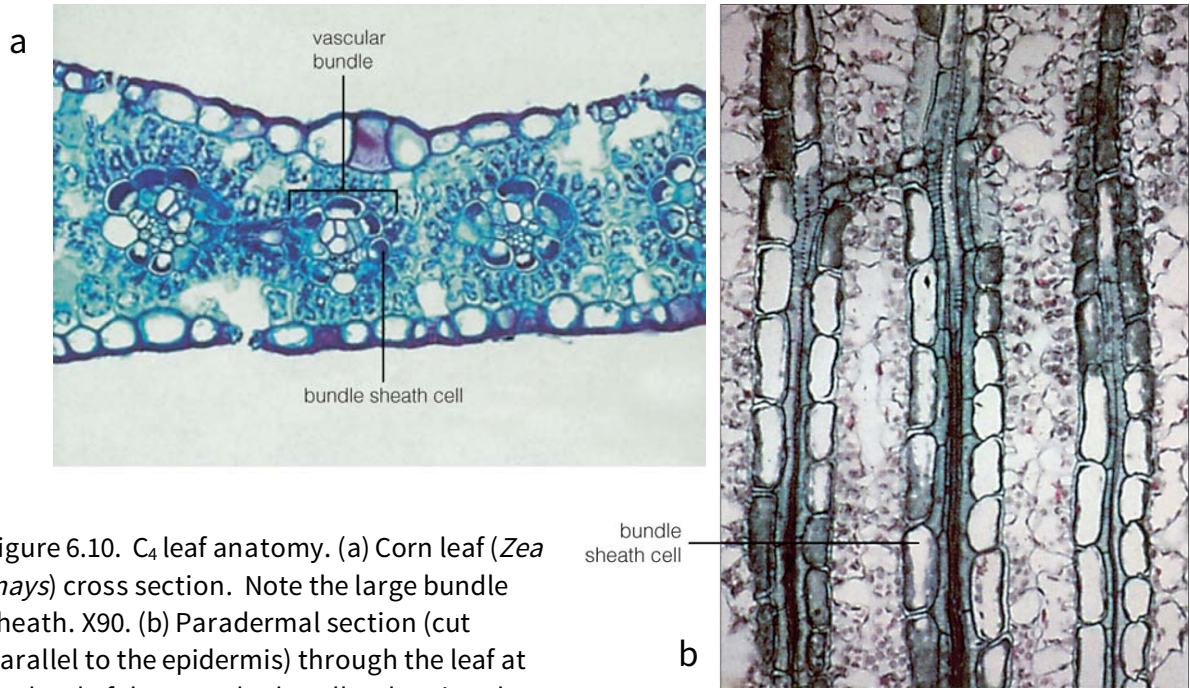 a
vascular
bundle
bundle sheath cell
bundle
sheath cell
b
igure 6.10. C₄ leaf anatomy. (a) Corn leaf (Zea
mays) cross section. Note the large bundle
heath. X90. (b) Paradermal section (cut
arallel to the epidermis) through the leaf at